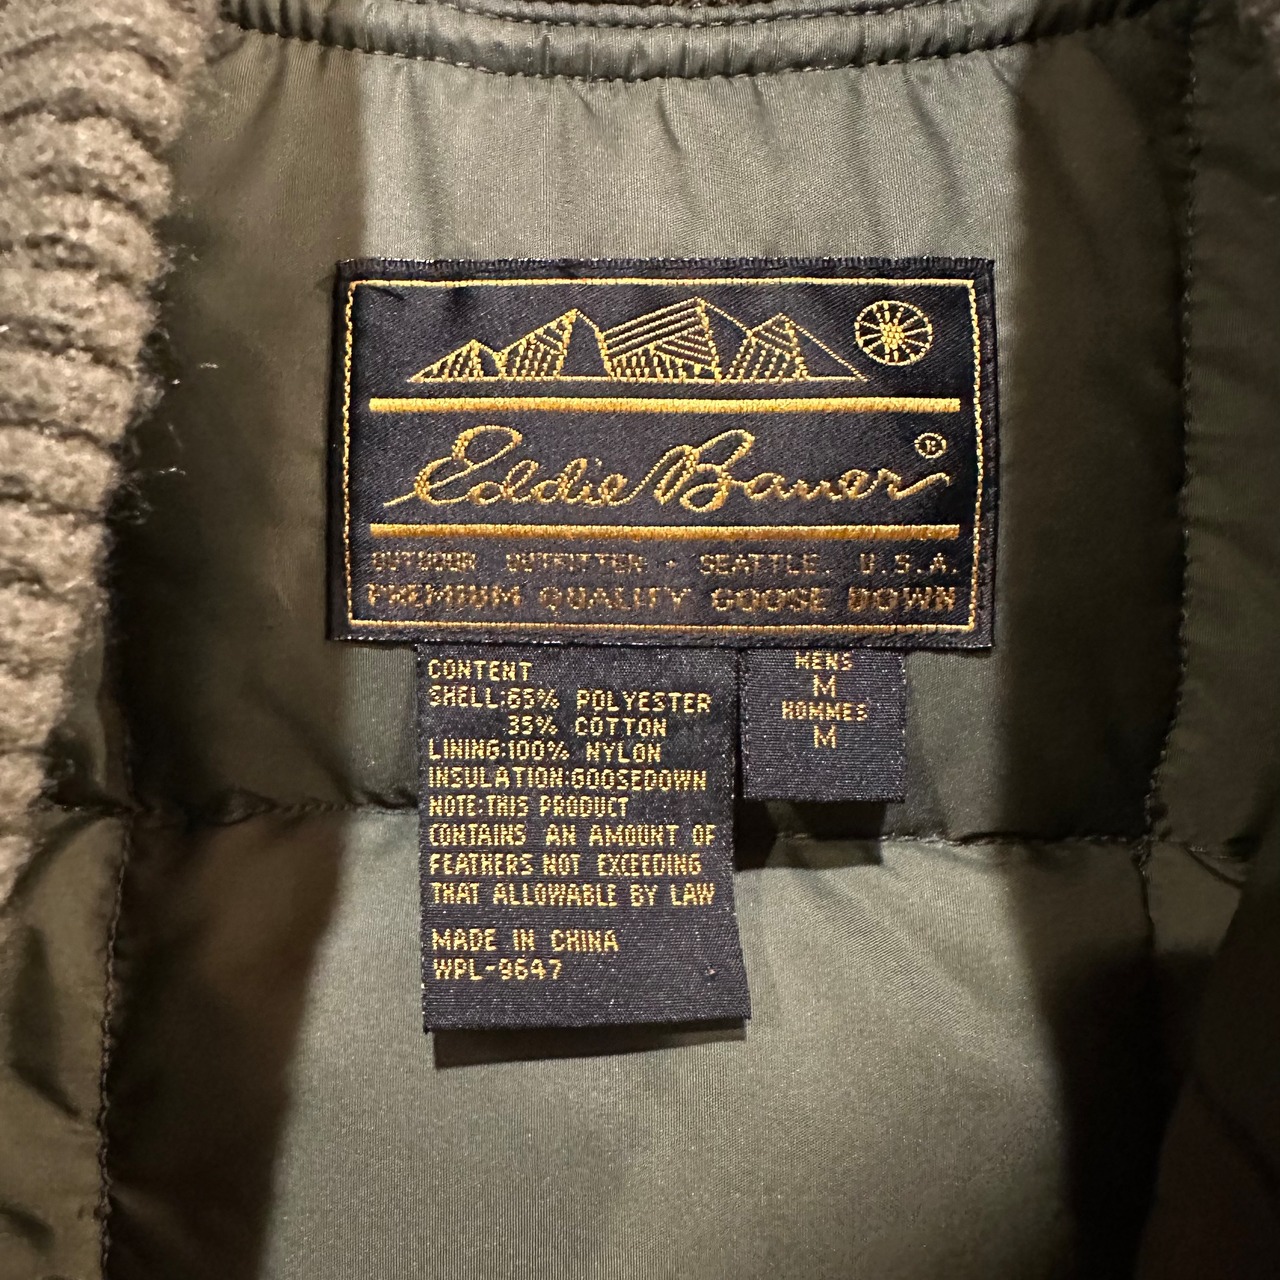 Eddie Bauer®
OUTDOOR OUTFITTER - SEATTLE. U.S.A.
PREMIUM QUALITY GOOSE DOWN
CONTENT
SHELL:65% POLYESTER
35% COTTON
LINING:100% NYLON
INSULATION:GOOSEDOWN
NOTE:THIS PRODUCT
CONTAINS AN AMOUNT OF
FEATHERS NOT EXCEEDING
THAT ALLOWABLE BY LAW
MADE IN CHINA
WPL-9647
MENS
M
HOMMES
M